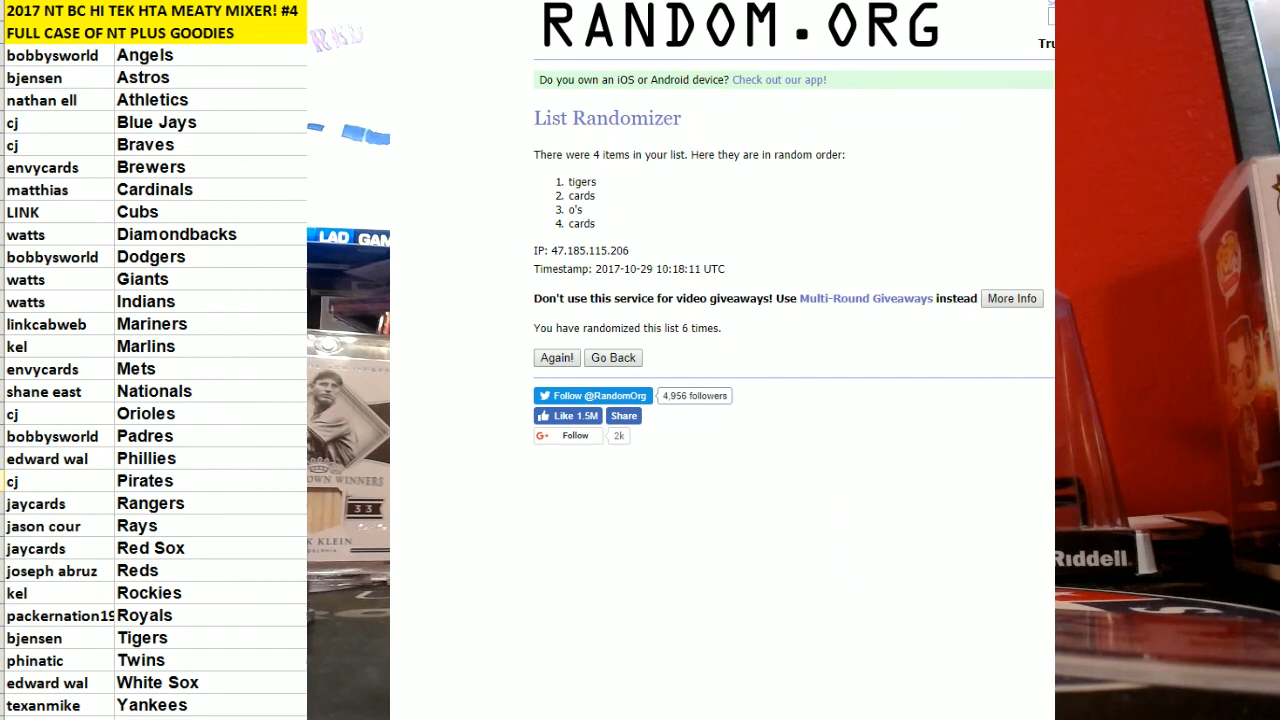 2017 NT BC HI TEK HTA MEATY MIXER! #4
FULL CASE OF NT PLUS GOODIES
bobbysworld Angels
bjensen Astros
nathan ell Athletics
cj Blue Jays
cj Braves
envycards Brewers
matthias Cardinals
LINK Cubs
watts Diamondbacks
bobbysworld Dodgers
watts Giants
watts Indians
linkcabweb Mariners
kel Marlins
envycards Mets
shane east Nationals
cj Orioles
bobbysworld Padres
edward wal Phillies
cj Pirates
jaycards Rangers
jason cour Rays
jaycards Red Sox
joseph abruz Reds
kel Rockies
packernation19 Royals
bjensen Tigers
phinatic Twins
edward wal White Sox
texanmike Yankees
LAD GAM
OWN WINNERS
33
K KLEIN
ADELPHIA
RANDOM.ORG
Tru
Do you own an iOS or Android device? Check out our app!
List Randomizer
There were 4 items in your list. Here they are in random order:
1. tigers
2. cards
3. o's
4. cards
IP: 47.185.115.206
Timestamp: 2017-10-29 10:18:11 UTC
Don't use this service for video giveaways! Use Multi-Round Giveaways instead More Info
You have randomized this list 6 times.
Again! Go Back
Follow @RandomOrg 4,956 followers
Like 1.5M Share
G+ Follow 2k
Riddell